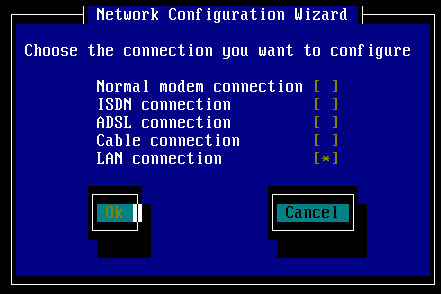 Network Configuration Wizard
Choose the connection you want to configure
Normal modem connection [ ]
ISDN connection [ ]
ADSL connection [ ]
Cable connection [ ]
LAN connection [*]
Ok Cancel